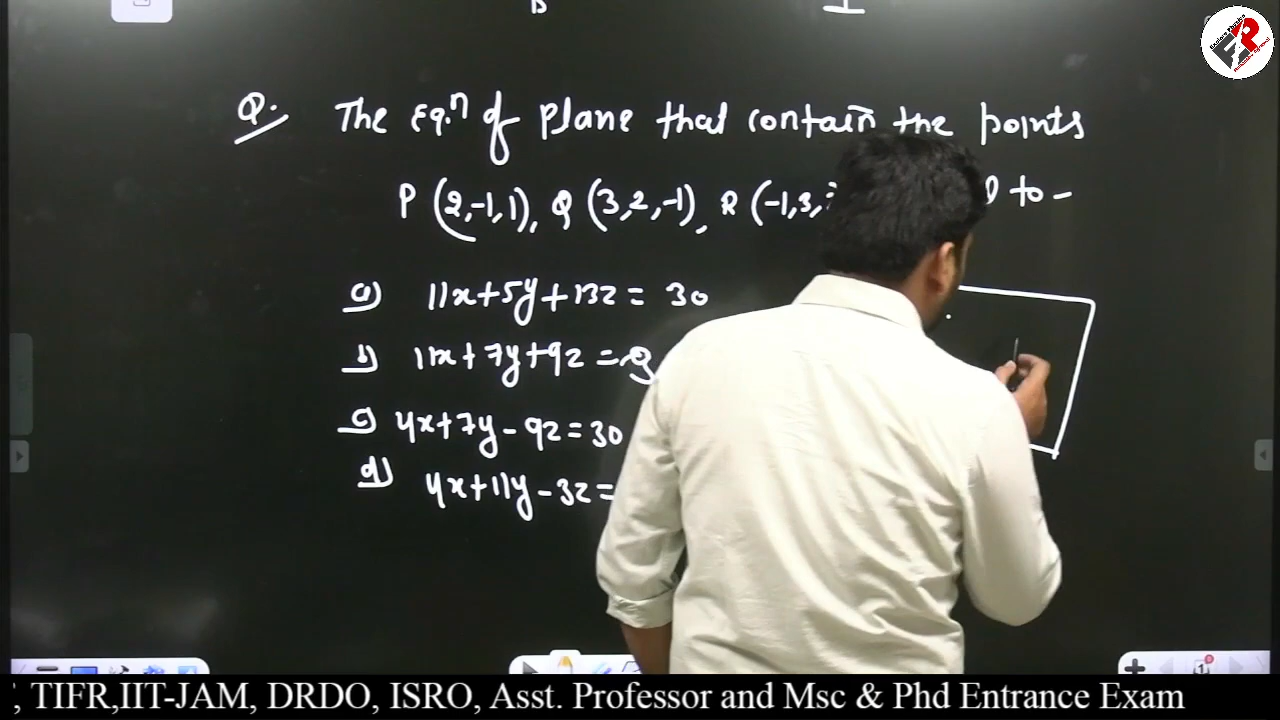 Q. The Eq.n of plane that contain the points
P (2,-1,1), Q (3,2,-1), R (-1,3, to -
a) 11x+5y+13z = 30
b) 11x+7y+9z =
c) 4x+7y-9z=30
d) 4x+11y-3z=
TIFR,IIT-JAM, DRDO, ISRO, Asst. Professor and Msc & Phd Entrance Exam